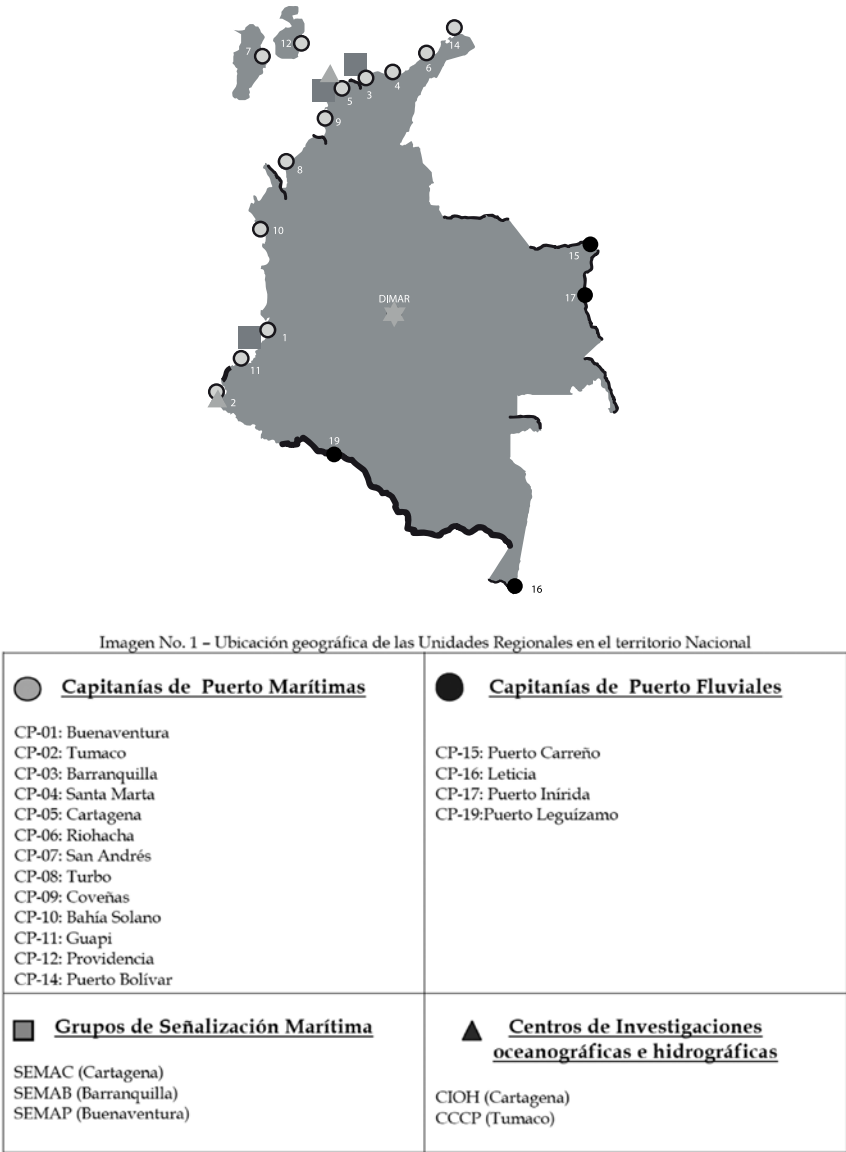 14
12
7
6
4
3
5
9
8
10
15
17
DIMAR
1
11
2
19
16
Imagen No. 1 – Ubicación geográfica de las Unidades Regionales en el territorio Nacional
Capitanías de Puerto Marítimas
CP-01: Buenaventura
CP-02: Tumaco
CP-03: Barranquilla
CP-04: Santa Marta
CP-05: Cartagena
CP-06: Riohacha
CP-07: San Andrés
CP-08: Turbo
CP-09: Coveñas
CP-10: Bahía Solano
CP-11: Guapi
CP-12: Providencia
CP-14: Puerto Bolívar
Capitanías de Puerto Fluviales
CP-15: Puerto Carreño
CP-16: Leticia
CP-17: Puerto Inírida
CP-19:Puerto Leguízamo
Grupos de Señalización Marítima
SEMAC (Cartagena)
SEMAB (Barranquilla)
SEMAP (Buenaventura)
Centros de Investigaciones
oceanográficas e hidrográficas
CIOH (Cartagena)
CCCP (Tumaco)